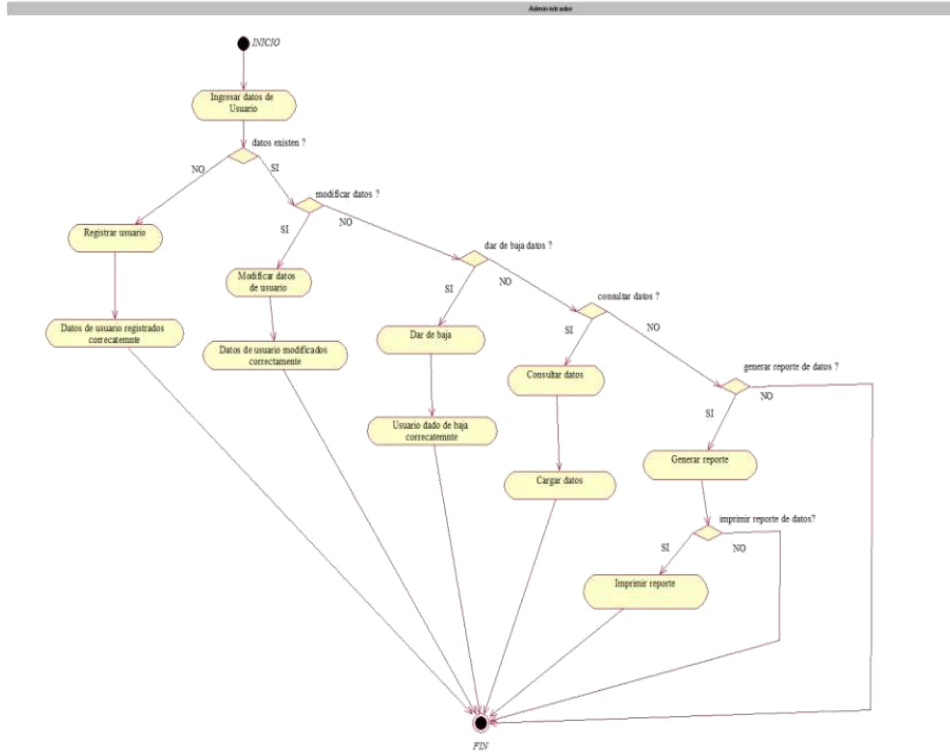 Administrador
INICIO
Ingresar datos de
Usuario
datos existen ?
NO
SI
modificar datos ?
SI
NO
Registrar usuario
dar de baja datos ?
SI
NO
Modificar datos
de usuario
consultar datos ?
SI
NO
Datos de usuario registrados
correcatemnte
Dar de baja
Datos de usuario modificados
correctamente
Consultar datos
generar reporte de datos ?
SI
NO
Usuario dado de baja
correcatemnte
Generar reporte
Cargar datos
imprimir reporte de datos?
SI
NO
Imprimir reporte
FIN